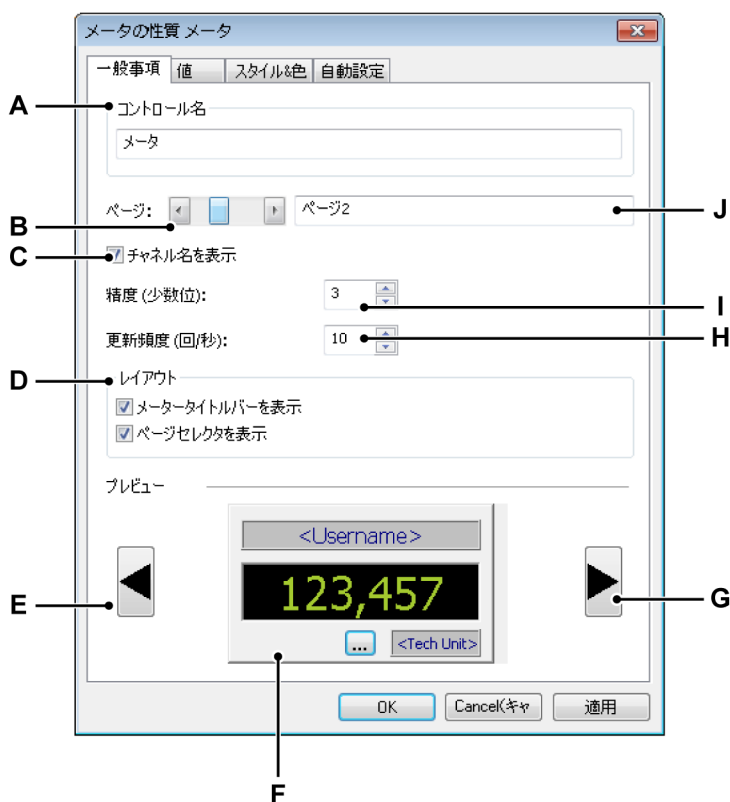 メータの性質 メータ
一般事項 値 スタイル&色 自動設定
A
コントロール名
メータ
ページ: ページ2
J
B
C
チャネル名を表示
精度 (少数位): 3
I
更新頻度 (回/秒): 10
H
D
レイアウト
メータータイトルバーを表示
ページセレクタを表示
プレビュー
<Username>
123,457
E
G
... <Tech Unit>
OK Cancel(キャ 適用
F